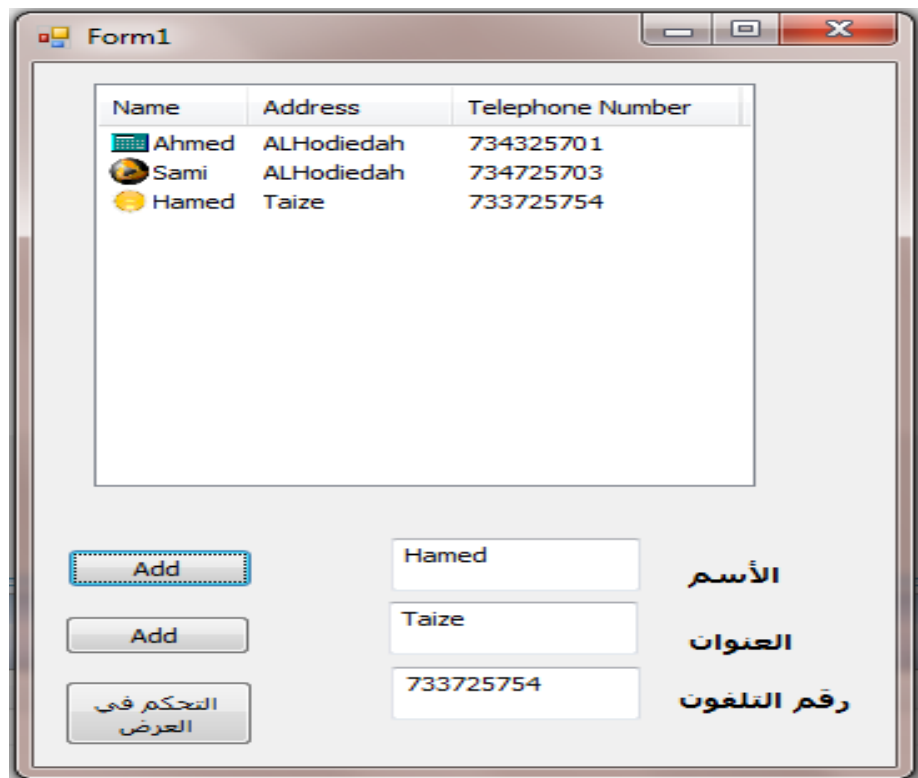 Form1
Name Address Telephone Number
Ahmed ALHodiedah 734325701
Sami ALHodiedah 734725703
Hamed Taize 733725754
Add Hamed الأسم
Add Taize العنوان
733725754 رقم التلفون
التحكم في
العرض